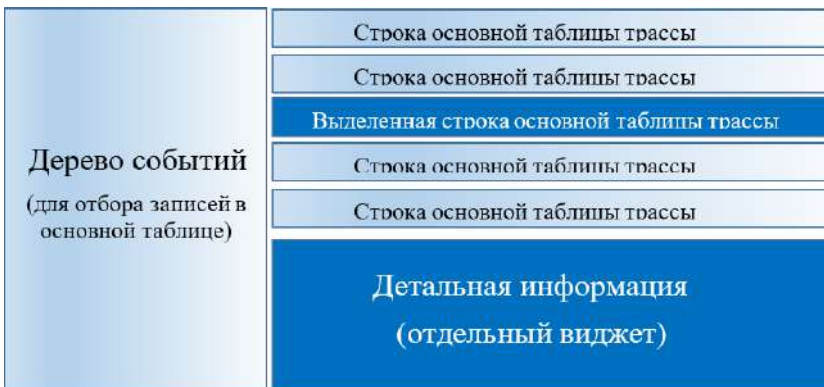 Дерево событий
(для отбора записей в
основной таблице)
Строка основной таблицы трассы
Строка основной таблицы трассы
Выделенная строка основной таблицы трассы
Строка основной таблицы трассы
Строка основной таблицы трассы
Детальная информация
(отдельный виджет)